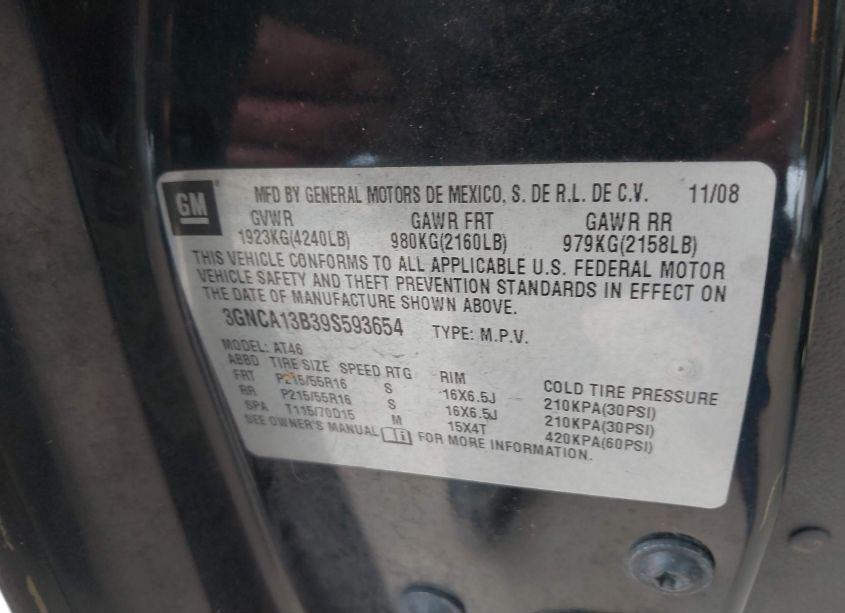 GM
MFD BY GENERAL MOTORS DE MEXICO, S. DE R.L. DE C.V. 11/08
GVWR GAWR FRT GAWR RR
1923KG(4240LB) 980KG(2160LB) 979KG(2158LB)
THIS VEHICLE CONFORMS TO ALL APPLICABLE U.S. FEDERAL MOTOR
VEHICLE SAFETY AND THEFT PREVENTION STANDARDS IN EFFECT ON
THE DATE OF MANUFACTURE SHOWN ABOVE.
3GNCA13B39S593654 TYPE: M.P.V.
MODEL: AT46
ABBD TIRE SIZE SPEED RTG RIM COLD TIRE PRESSURE
FRT P215/55R16 S 16X6.5J 210KPA(30PSI)
RR P215/55R16 S 16X6.5J 210KPA(30PSI)
SPA T115/70D15 M 15X4T 420KPA(60PSI)
SEE OWNER'S MANUAL FOR MORE INFORMATION.